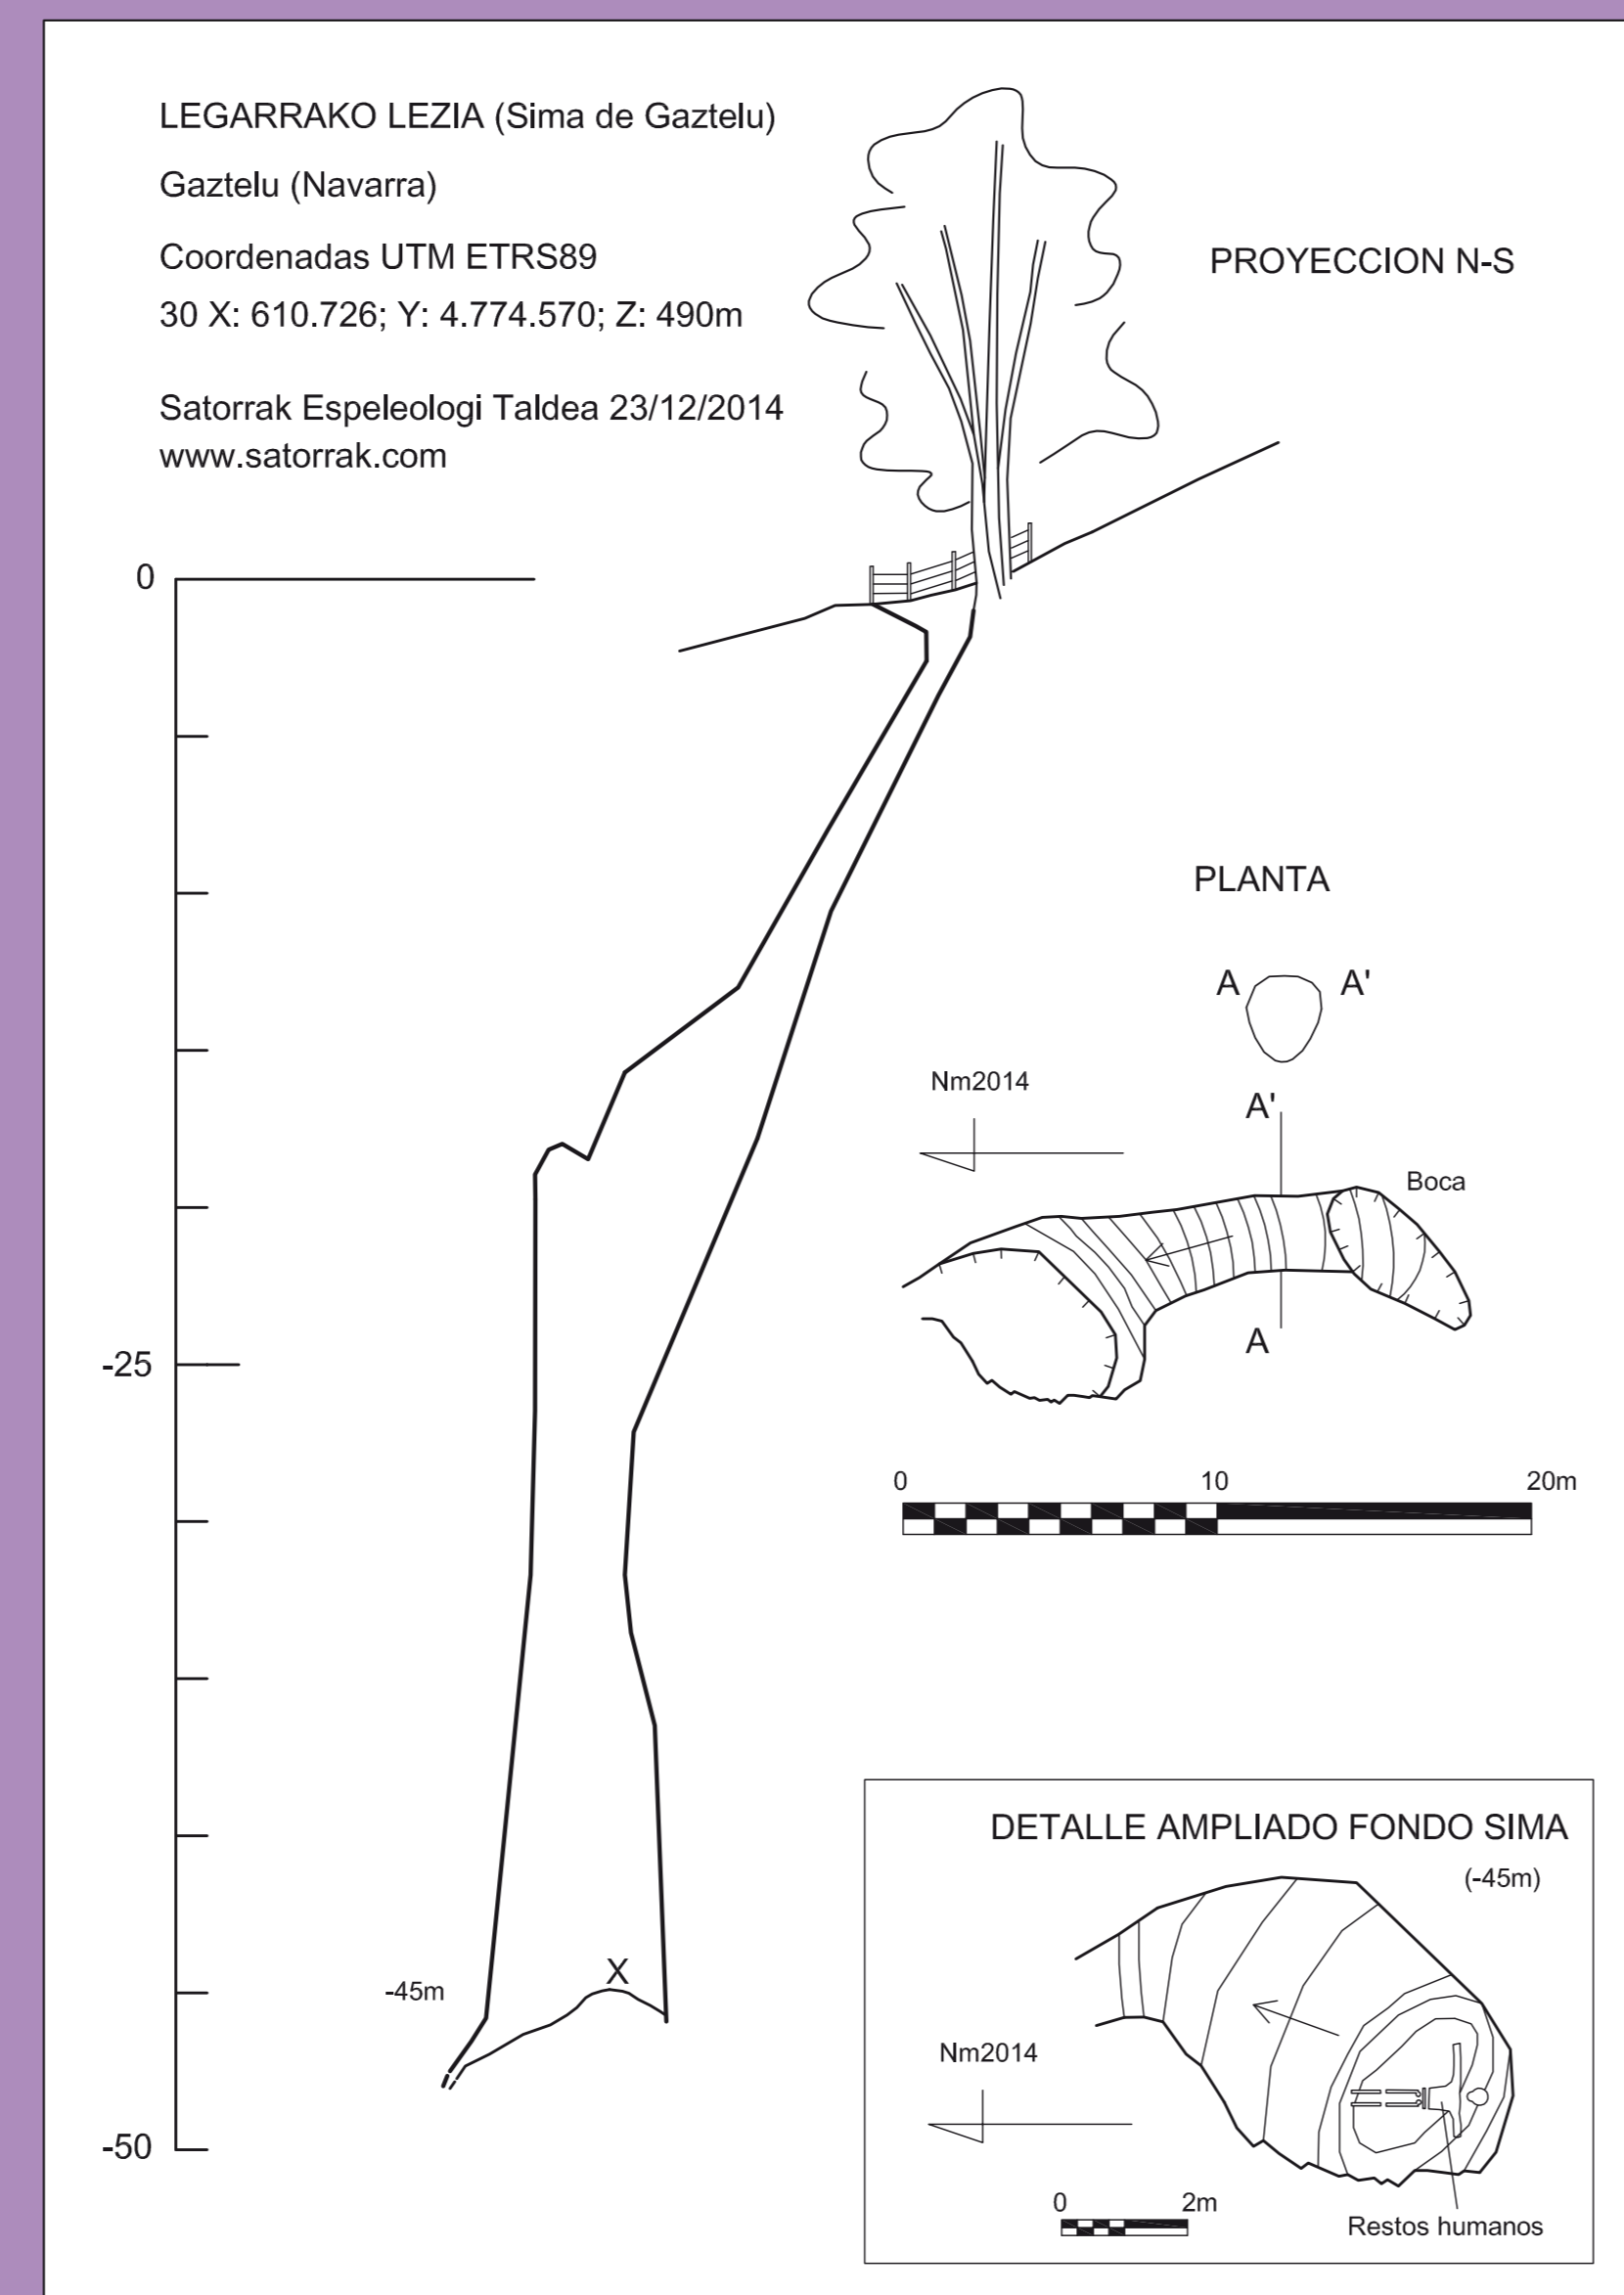 LEGARRAKO LEZIA (Sima de Gaztelu)
Gaztelu (Navarra)
Coordenadas UTM ETRS89
30 X: 610.726; Y: 4.774.570; Z: 490m
Satorrak Espeleologi Taldea 23/12/2014
www.satorrak.com
PROYECCION N-S
0
-25
-50
-45m
X
PLANTA
A A'
Nm2014
A'
Boca
A
0 10 20m
DETALLE AMPLIADO FONDO SIMA
(-45m)
Nm2014
0 2m
Restos humanos